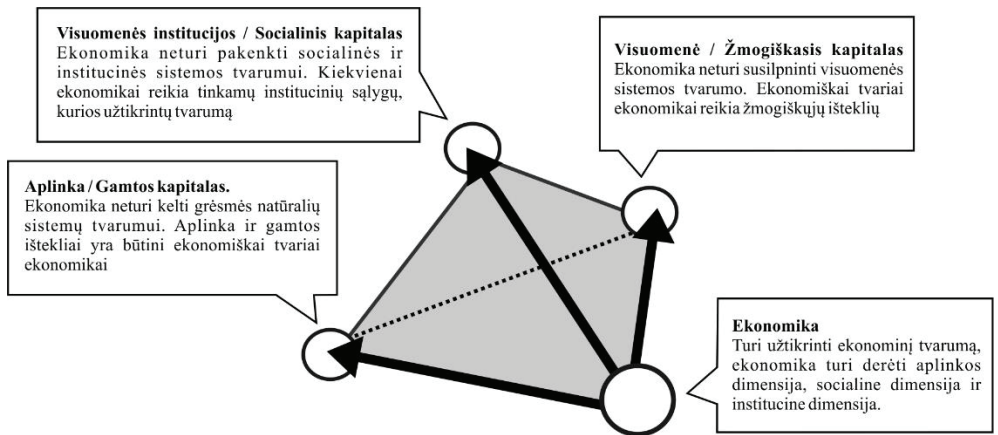 Visuomenės institucijos / Socialinis kapitalas
Ekonomika neturi pakenkti socialinės ir
institucinės sistemos tvarumui. Kiekvienai
ekonomikai reikia tinkamų institucinių sąlygų,
kurios užtikrintų tvarumą
Visuomenė / Žmogiškasis kapitalas
Ekonomika neturi susilpninti visuomenės
sistemos tvarumo. Ekonomiškai tvariai
ekonomikai reikia žmogiškųjų išteklių
Aplinka / Gamtos kapitalas.
Ekonomika neturi kelti grėsmės natūralių
sistemų tvarumui. Aplinka ir gamtos
ištekliai yra būtini ekonomiškai tvariai
ekonomikai
Ekonomika
Turi užtikrinti ekonominį tvarumą,
ekonomika turi derėti aplinkos
dimensija, socialine dimensija ir
institucine dimensija.